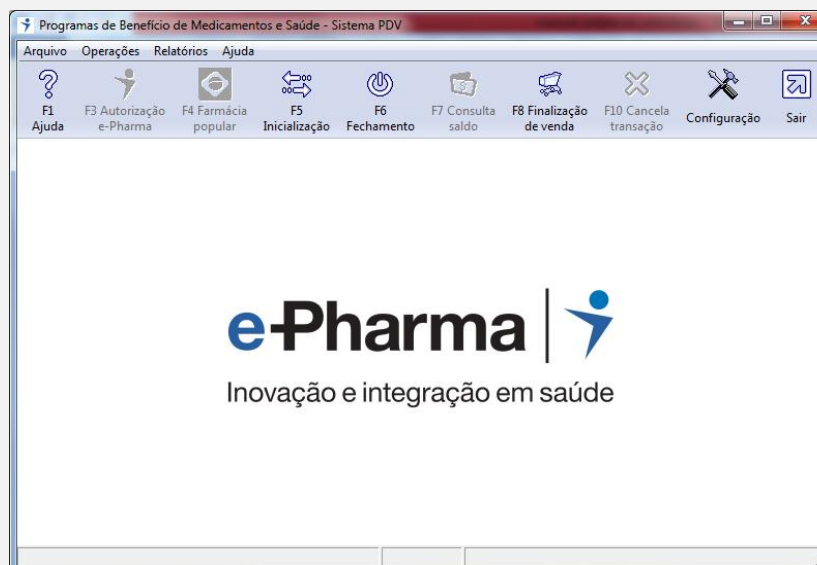 Programas de Benefício de Medicamentos e Saúde - Sistema PDV
Arquivo Operações Relatórios Ajuda
F1 Ajuda
F3 Autorização e-Pharma
F4 Farmácia popular
F5 Inicialização
F6 Fechamento
F7 Consulta saldo
F8 Finalização de venda
F10 Cancela transação
Configuração
Sair
e-Pharma
Inovação e integração em saúde